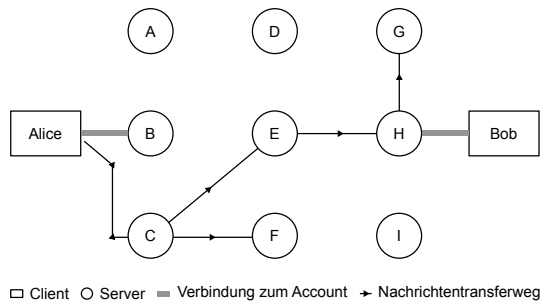 A D G
Alice B E H Bob
C F I
Client Server Verbindung zum Account Nachrichtentransferweg